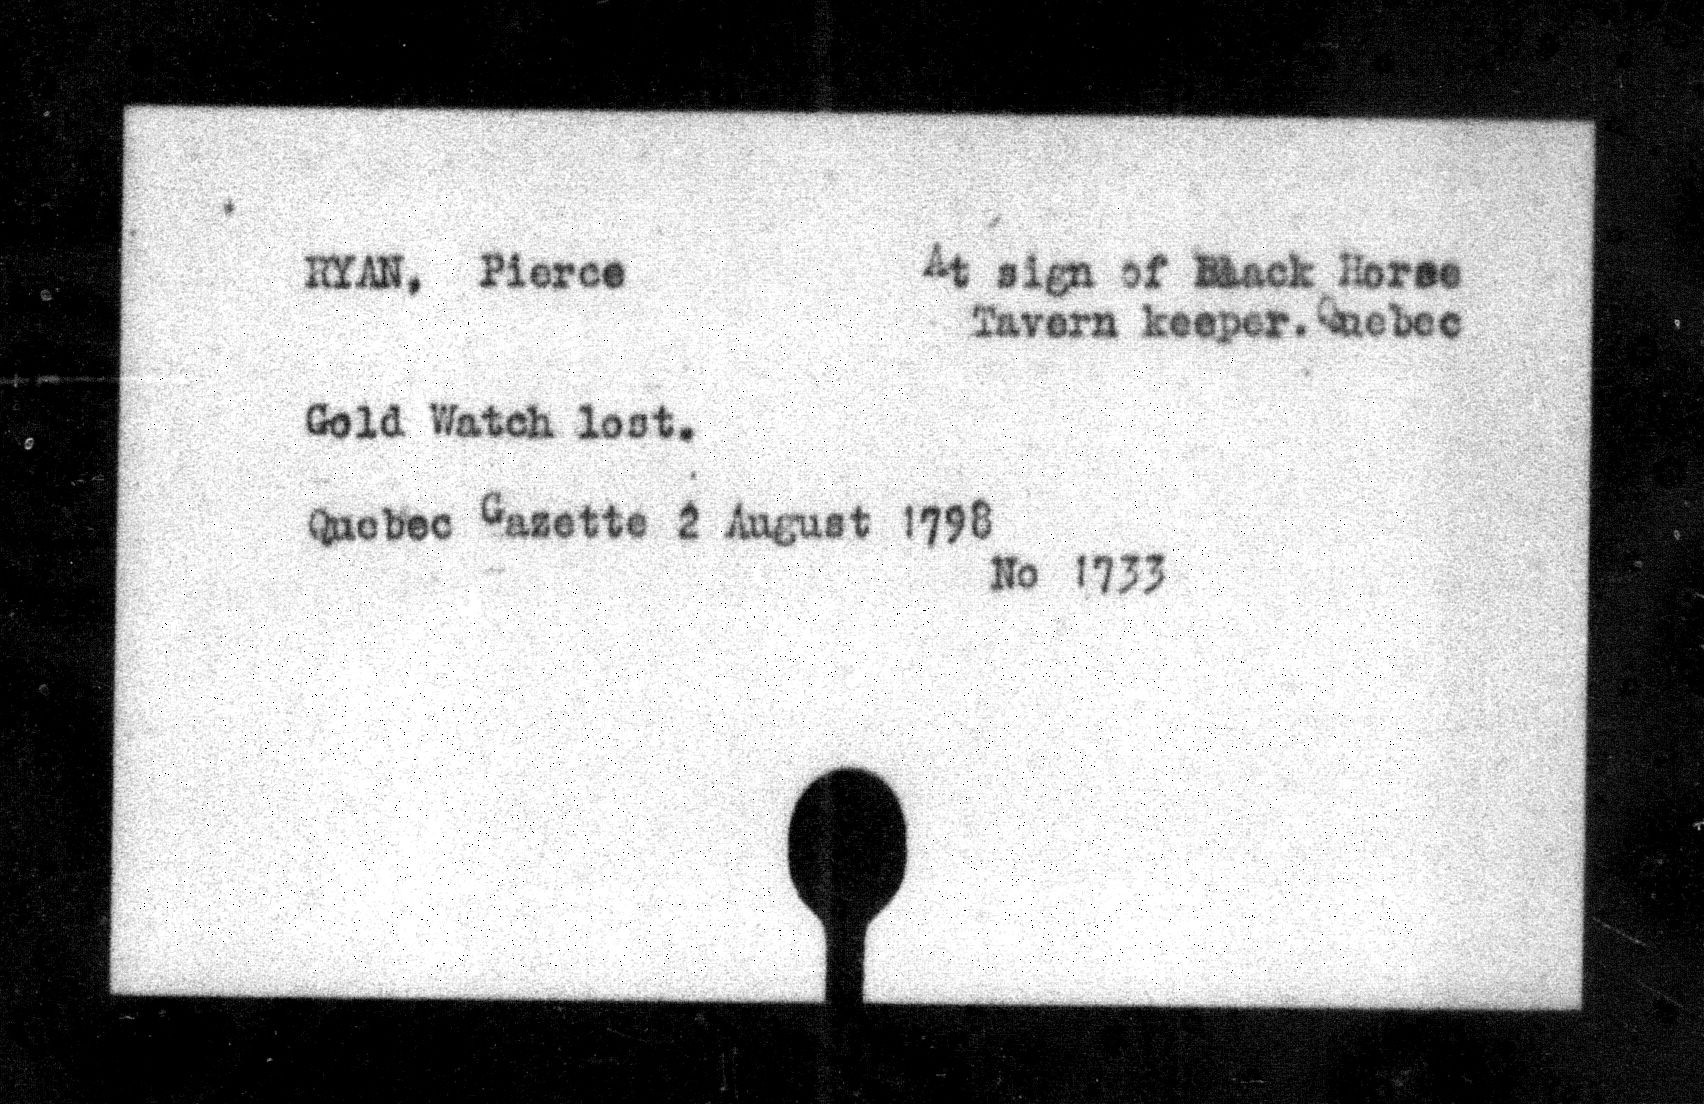 RYAN, Pierce At sign of Black Horse
Tavern keeper. Quebec
Gold Watch lost.
Quebec Gazette 2 August 1798
No 1733